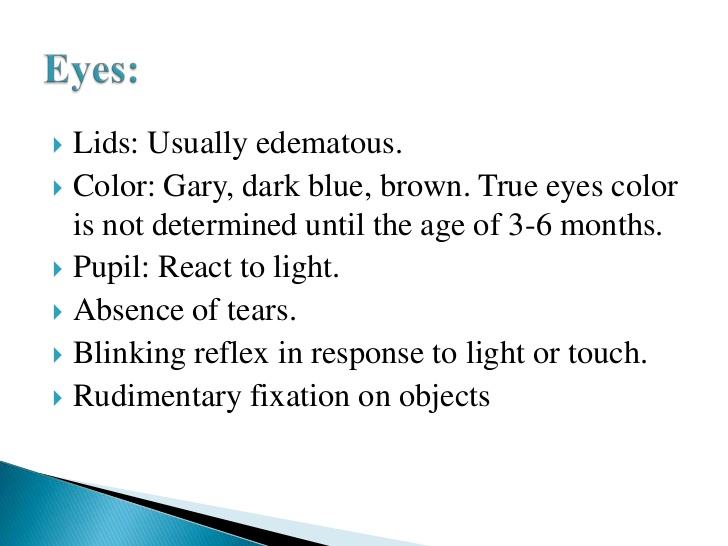 Eyes:
Lids: Usually edematous.
Color: Gary, dark blue, brown. True eyes color
is not determined until the age of 3-6 months.
Pupil: React to light.
Absence of tears.
Blinking reflex in response to light or touch.
Rudimentary fixation on objects